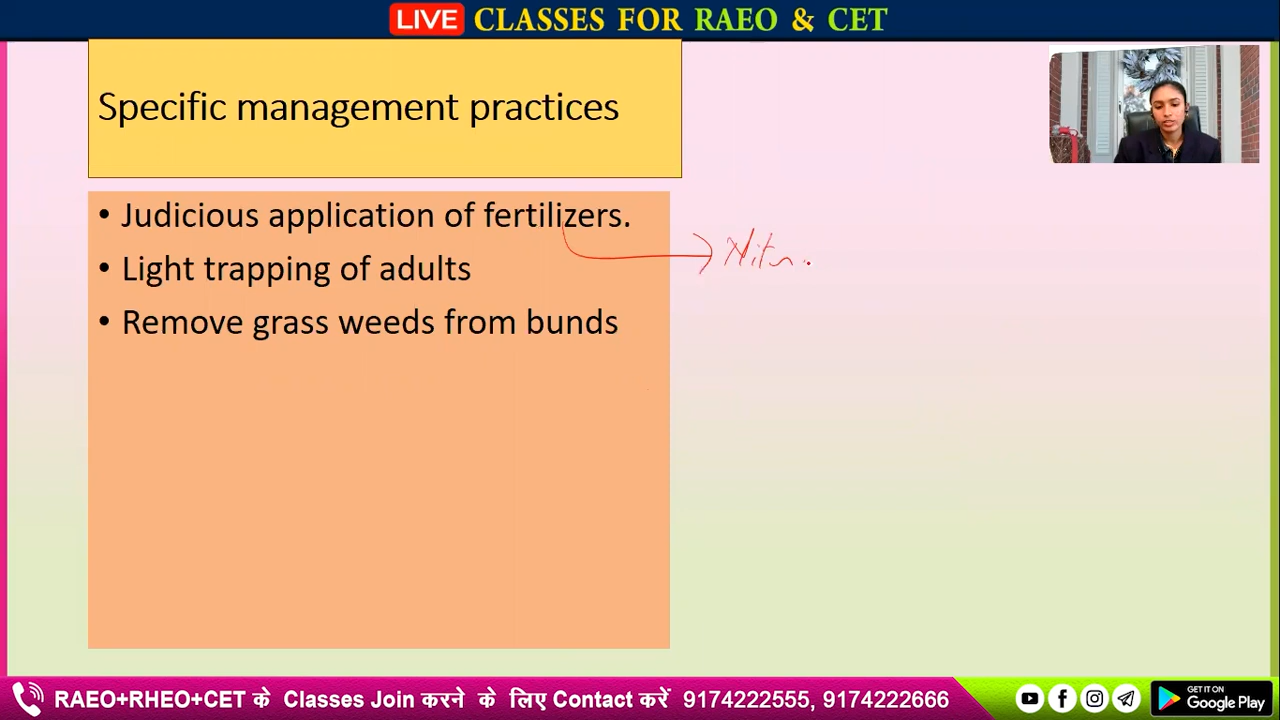 LIVE CLASSES FOR RAEO & CET
Specific management practices
• Judicious application of fertilizers.
• Light trapping of adults
• Remove grass weeds from bunds
RAEO+RHEO+CET के Classes Join करने के लिए Contact करें 9174222555, 9174222666
GET IT ON
Google Play